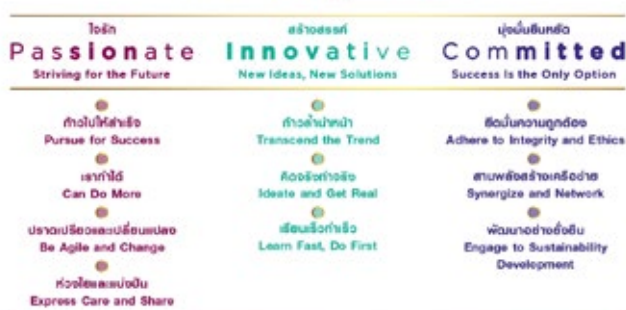 ใจรัก
Passionate
Striving for the Future
ก้าวไปให้สำเร็จ
Pursue for Success
เราทำได้
Can Do More
ปราดเปรียวและเปลี่ยนแปลง
Be Agile and Change
ห่วงใยและแบ่งปัน
Express Care and Share
สร้างสรรค์
Innovative
New Ideas, New Solutions
ก้าวล้ำนำหน้า
Transcend the Trend
คิดจริงทำจริง
Ideate and Get Real
เรียนเร็วทำเร็ว
Learn Fast, Do First
มุ่งมั่นยืนหยัด
Committed
Success Is the Only Option
ยึดมั่นความถูกต้อง
Adhere to Integrity and Ethics
สานพลังสร้างเครือข่าย
Synergize and Network
พัฒนาอย่างยั่งยืน
Engage to Sustainability
Development